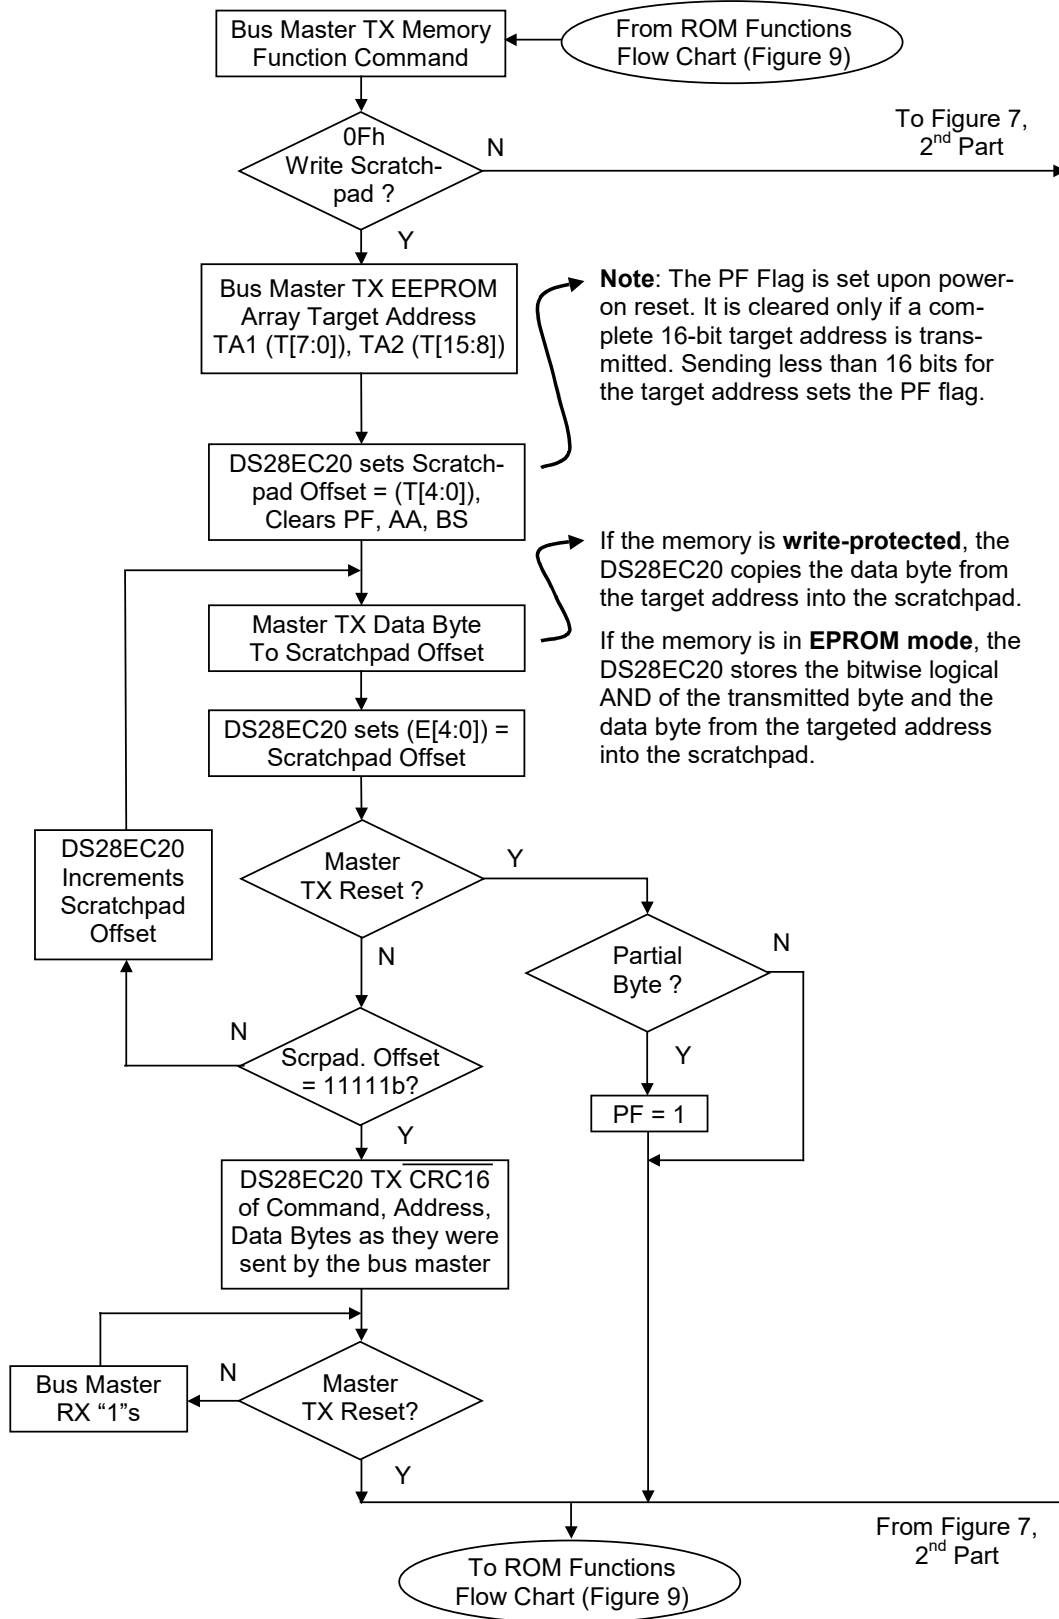 Bus Master TX Memory
Function Command
From ROM Functions
Flow Chart (Figure 9)
To Figure 7,
2nd Part
0Fh
Write Scratch-
pad ?
N
Y
Bus Master TX EEPROM
Array Target Address
TA1 (T[7:0]), TA2 (T[15:8])
Note: The PF Flag is set upon power-
on reset. It is cleared only if a com-
plete 16-bit target address is trans-
mitted. Sending less than 16 bits for
the target address sets the PF flag.
DS28EC20 sets Scratch-
pad Offset = (T[4:0]),
Clears PF, AA, BS
If the memory is write-protected, the
DS28EC20 copies the data byte from
the target address into the scratchpad.
If the memory is in EPROM mode, the
DS28EC20 stores the bitwise logical
AND of the transmitted byte and the
data byte from the targeted address
into the scratchpad.
Master TX Data Byte
To Scratchpad Offset
DS28EC20 sets (E[4:0]) =
Scratchpad Offset
DS28EC20
Increments
Scratchpad
Offset
Master
TX Reset ?
Y
N
Partial
Byte ?
N
Y
PF = 1
Scrpad. Offset
= 11111b?
N
Y
DS28EC20 TX CRC16
of Command, Address,
Data Bytes as they were
sent by the bus master
Bus Master
RX “1”s
N
Master
TX Reset?
Y
From Figure 7,
2nd Part
To ROM Functions
Flow Chart (Figure 9)